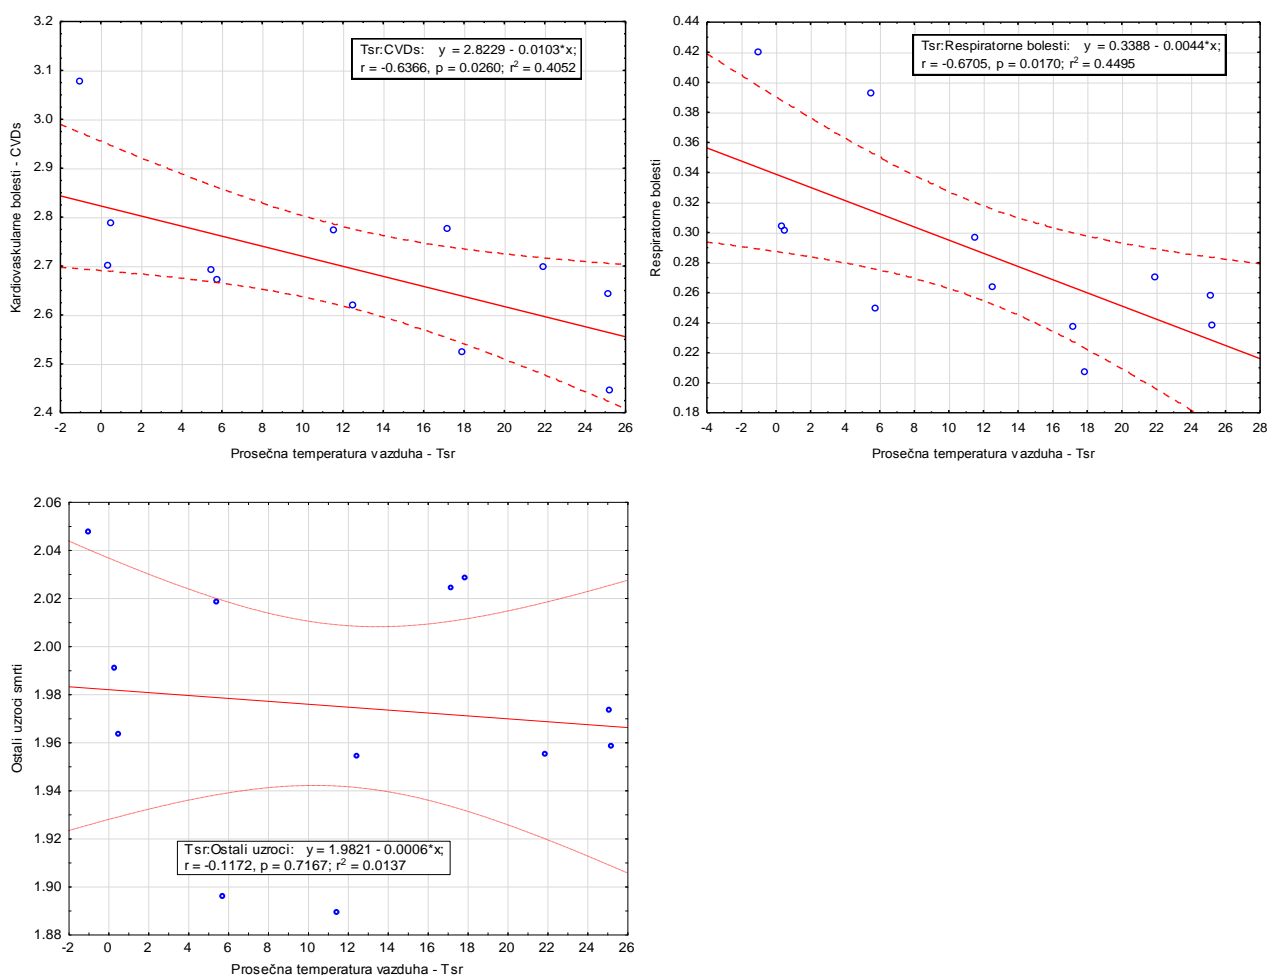 3.2
3.1
3.0
2.9
2.8
2.7
2.6
2.5
2.4
Kardiovaskularne bolesti - CVDs
Tsr:CVDs: y = 2.8229 - 0.0103*x;
r = -0.6366, p = 0.0260; r² = 0.4052
-2 0 2 4 6 8 10 12 14 16 18 20 22 24 26
Prosečna temperatura vazduha - Tsr
0.44
0.42
0.40
0.38
0.36
0.34
0.32
0.30
0.28
0.26
0.24
0.22
0.20
0.18
Respiratorne bolesti
Tsr:Respiratorne bolesti: y = 0.3388 - 0.0044*x;
r = -0.6705, p = 0.0170; r² = 0.4495
-4 -2 0 2 4 6 8 10 12 14 16 18 20 22 24 26 28
Prosečna temperatura vazduha - Tsr
2.06
2.04
2.02
2.00
1.98
1.96
1.94
1.92
1.90
1.88
Ostali uzroci smrti
Tsr:Ostali uzroci: y = 1.9821 - 0.0006*x;
r = -0.1172, p = 0.7167; r² = 0.0137
-2 0 2 4 6 8 10 12 14 16 18 20 22 24 26
Prosečna temperatura vazduha - Tsr